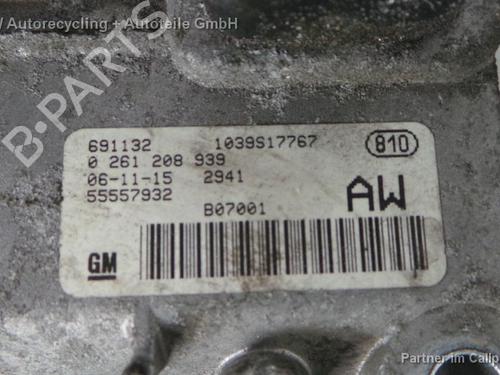 Autorecycling - Autoteile GmbH
B-PARTS
691132 1039S17767 810
0 261 208 939
06-11-15 2941 AW
55557932
B07001
GM
Partner im Callp